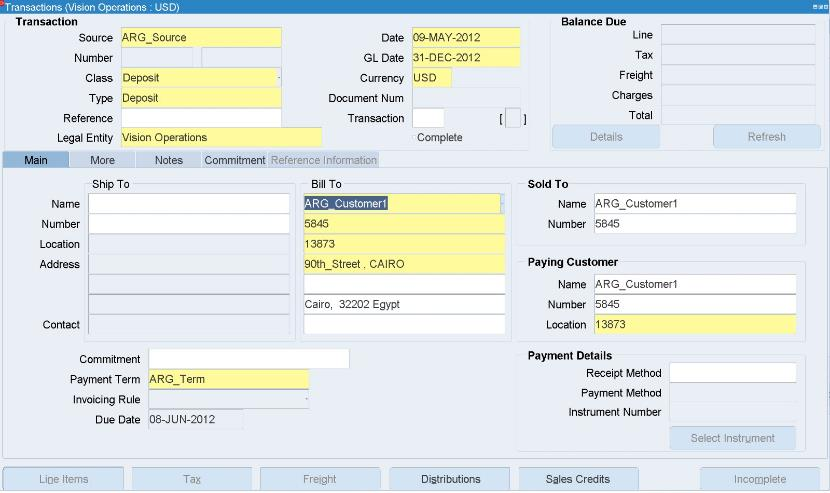 Transactions (Vision Operations : USD)
Transaction
Source ARG_Source
Number
Class Deposit
Type Deposit
Reference
Legal Entity Vision Operations
Date 09-MAY-2012
GL Date 31-DEC-2012
Currency USD
Document Num
Transaction [ ]
Complete
Balance Due
Line
Tax
Freight
Charges
Total
Details Refresh
Main More Notes Commitment Reference Information
Ship To
Name
Number
Location
Address
Contact
Bill To
ARG_Customer1
5845
13873
90th_Street , CAIRO
Cairo, 32202 Egypt
Sold To
Name ARG_Customer1
Number 5845
Paying Customer
Name ARG_Customer1
Number 5845
Location 13873
Commitment
Payment Term ARG_Term
Invoicing Rule
Due Date 08-JUN-2012
Payment Details
Receipt Method
Payment Method
Instrument Number
Select Instrument
Line Items Tax Freight Distributions Sales Credits Incomplete